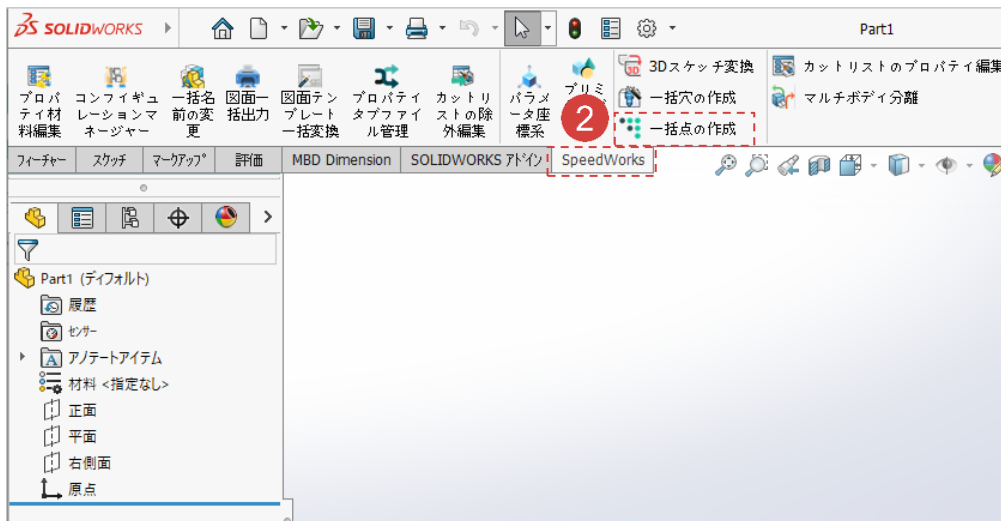 SOLIDWORKS
Part1
プロパ
ティ材
料編集
コンフィギュ
レーションマ
ネージャー
一括名
前の変
更
図面一
括出力
図面テン
プレート
一括変換
プロパティ
タブファイ
ル管理
カットリ
ストの除
外編集
パラメ
ータ座
標系
プリミ
2
3Dスケッチ変換
一括穴の作成
一括点の作成
カットリストのプロパティ編集
マルチボディ分離
フィーチャー スケッチ マークアップ 評価 MBD Dimension SOLIDWORKS アドイン SpeedWorks
Part1 (ディフォルト)
履歴
センサー
アノテートアイテム
材料 <指定なし>
正面
平面
右側面
原点